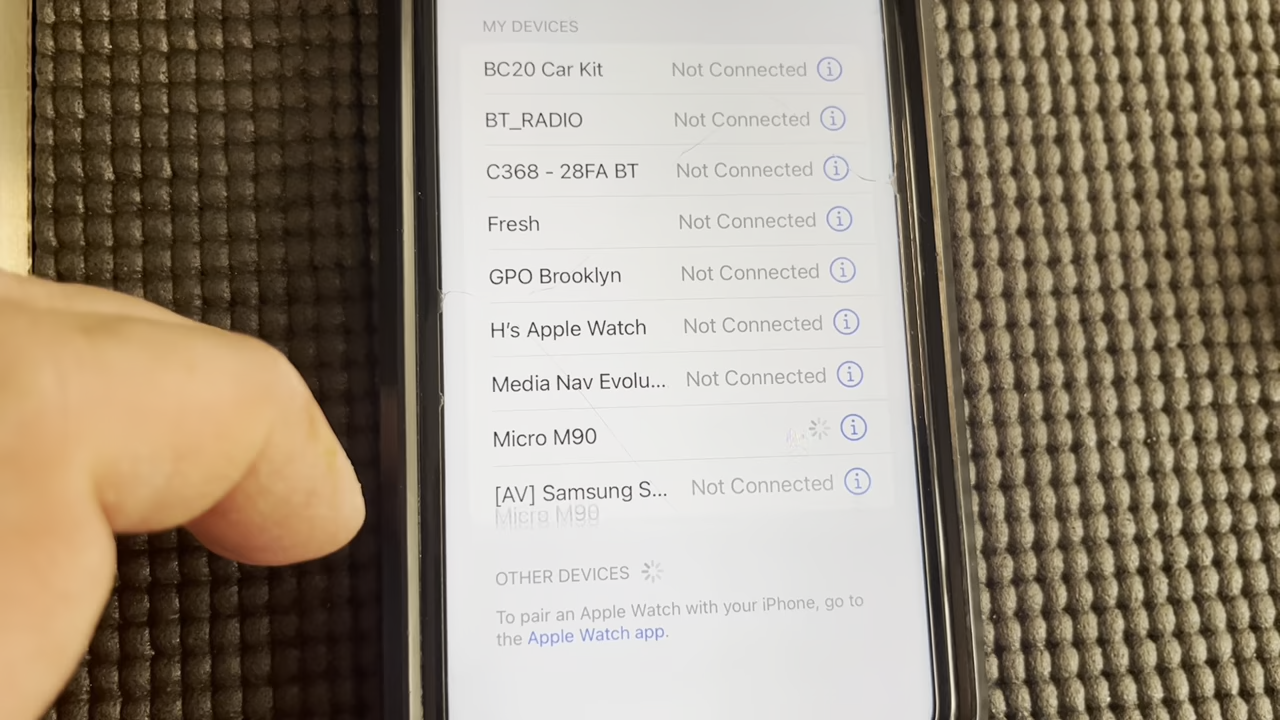 MY DEVICES
BC20 Car Kit Not Connected
BT_RADIO Not Connected
C368 - 28FA BT Not Connected
Fresh Not Connected
GPO Brooklyn Not Connected
H's Apple Watch Not Connected
Media Nav Evolu... Not Connected
Micro M90
[AV] Samsung S... Not Connected
Micro M90
OTHER DEVICES
To pair an Apple Watch with your iPhone, go to
the Apple Watch app.